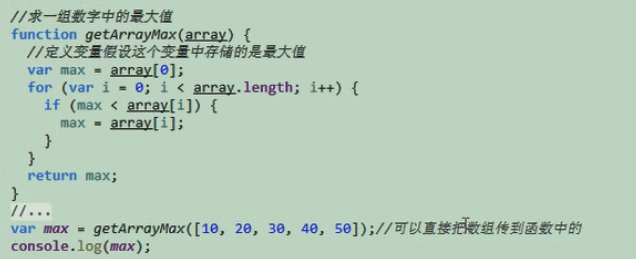 //求一组数字中的最大值
function getArrayMax(array) {
  //定义变量假设这个变量中存储的是最大值
  var max = array[0];
  for (var i = 0; i < array.length; i++) {
    if (max < array[i]) {
      max = array[i];
    }
  }
  return max;
}
//...
var max = getArrayMax([10, 20, 30, 40, 50]);//可以直接把数组传到函数中的
console.log(max);